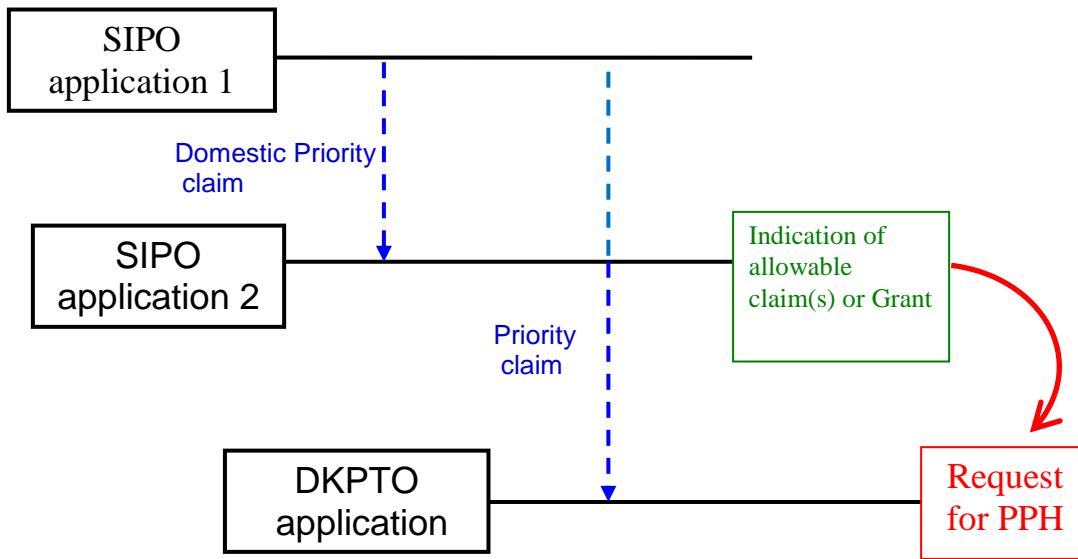 SIPO
application 1
Domestic Priority
claim
SIPO
application 2
Indication of
allowable
claim(s) or Grant
Priority
claim
DKPTO
application
Request
for PPH